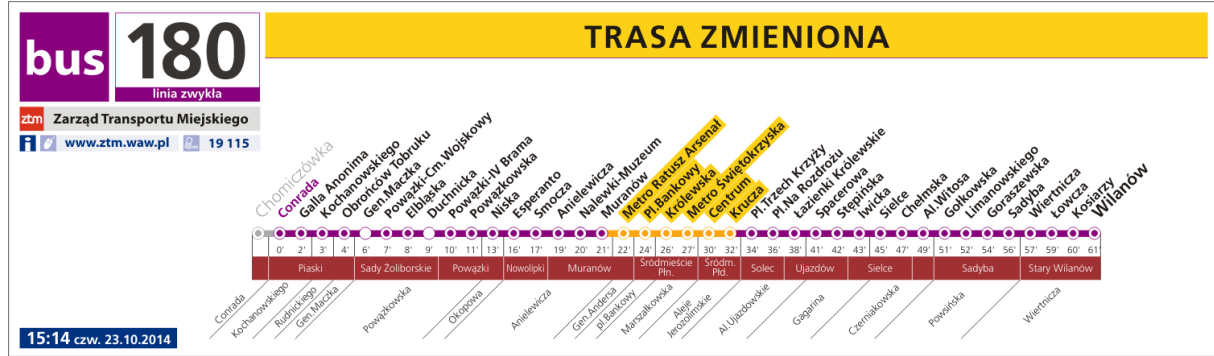 bus
180
linia zwykła
TRASA ZMIENIONA
ztm Zarząd Transportu Miejskiego
i www.ztm.waw.pl 19 115
Chomiczówka
Conrada
Galla Anonima
Kochanowskiego
Obrońców Tobruku
Gen.Maczka
Powązki-Cm.Wojskowy
Elbląska
Duchnicka
Powązki-IV Brama
Powązkowska
Niska
Esperanto
Smocza
Anielewicza
Nalewki-Muzeum
Muranów
Metro Ratusz Arsenał
Pl.Bankowy
Królewska
Metro Świętokrzyska
Centrum
Krucza
Pl.Trzech Krzyży
Pl.Na Rozdrożu
Łazienki Królewskie
Spacerowa
Stępińska
Iwicka
Sielce
Chełmska
Al.Witosa
Gołkowska
Limanowskiego
Goraszewska
Sadyba
Wiertnicza
Łowcza
Kosiarzy
Wilanów
0' 2' 3' 4' 6' 7' 8' 9' 10' 11' 13' 16' 17' 19' 20' 21' 22' 24' 26' 27' 30' 32' 34' 36' 38' 41' 42' 43' 45' 47' 49' 51' 52' 54' 56' 57' 59' 60' 61'
Piaski Sady Żoliborskie Powązki Nowolipki Muranów Śródmieście Płn. Śródm. Płd. Solec Ujazdów Sielce Sadyba Stary Wilanów
Conrada
Kochanowskiego
Rudnickiego
Gen.Maczka
Powązkowska
Okopowa
Anielewicza
Gen.Andersa
pl.Bankowy
Marszałkowska
Aleje
Jerozolimskie
Al.Ujazdowskie
Gagarina
Czerniakowska
Powsińska
Wiertnicza
15:14 czw. 23.10.2014